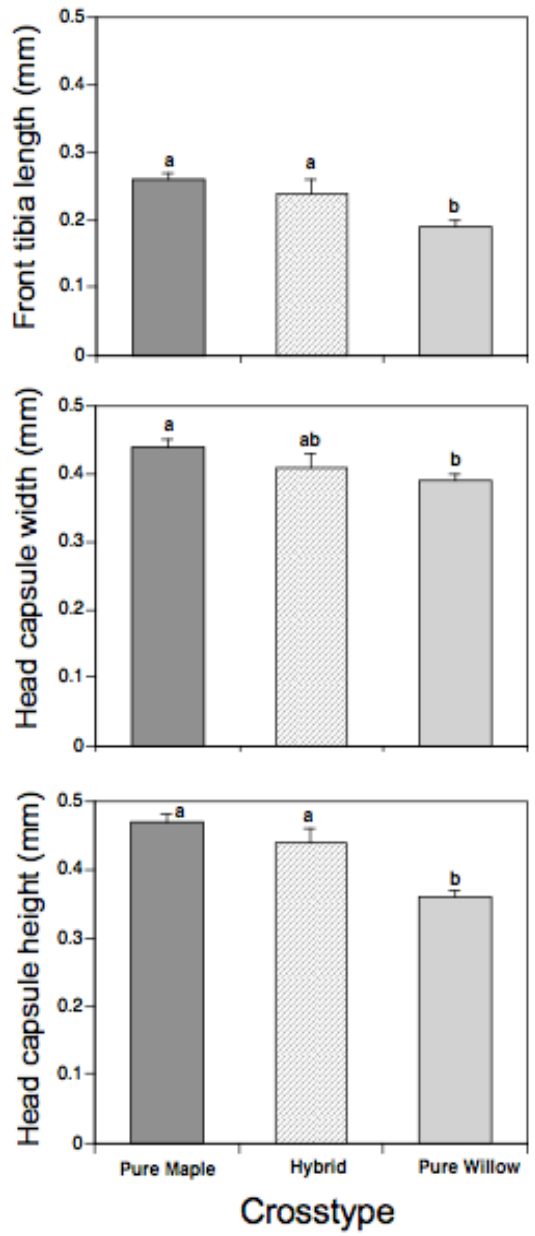 Front tibia length (mm)
0.5
0.4
0.3
0.2
0.1
0
a
a
b
Head capsule width (mm)
0.5
0.4
0.3
0.2
0.1
0
a
ab
b
Head capsule height (mm)
0.5
0.4
0.3
0.2
0.1
0
a
a
b
Pure Maple Hybrid Pure Willow
Crosstype